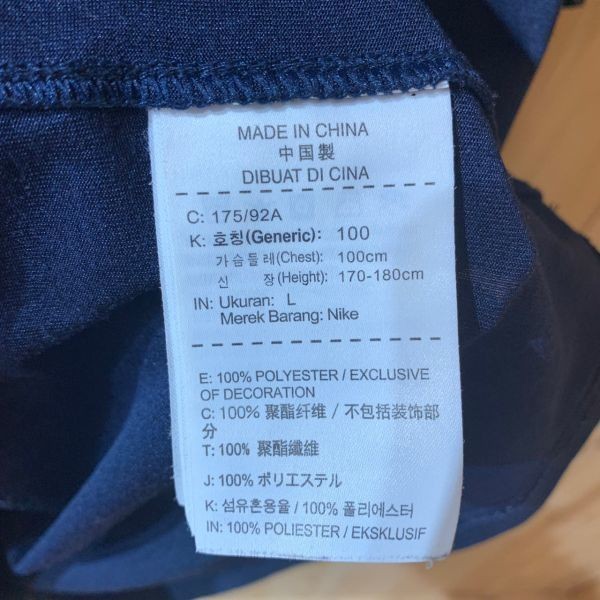 MADE IN CHINA
中国製
DIBUAT DI CINA
C: 175/92A
K: 호칭(Generic): 100
가슴둘레(Chest): 100cm
신 장(Height): 170-180cm
IN: Ukuran: L
Merek Barang: Nike
E: 100% POLYESTER / EXCLUSIVE
OF DECORATION
C: 100% 聚酯纤维 / 不包括装饰部
分
T: 100% 聚酯纖維
J: 100% ポリエステル
K: 섬유혼용율 / 100% 폴리에스터
IN: 100% POLIESTER / EKSKLUSIF